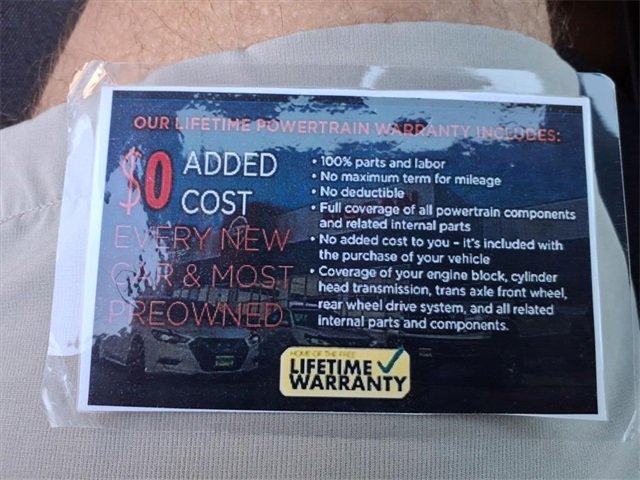 OUR LIFETIME POWERTRAIN WARRANTY INCLUDES:
$0 ADDED
COST
EVERY NEW
CAR & MOST
PREOWNED
• 100% parts and labor
• No maximum term for mileage
• No deductible
• Full coverage of all powertrain components
and related internal parts
• No added cost to you – it's included with
the purchase of your vehicle
• Coverage of your engine block, cylinder
head transmission, trans axle front wheel,
rear wheel drive system, and all related
internal parts and components.
HOME OF THE FREE
LIFETIME
WARRANTY